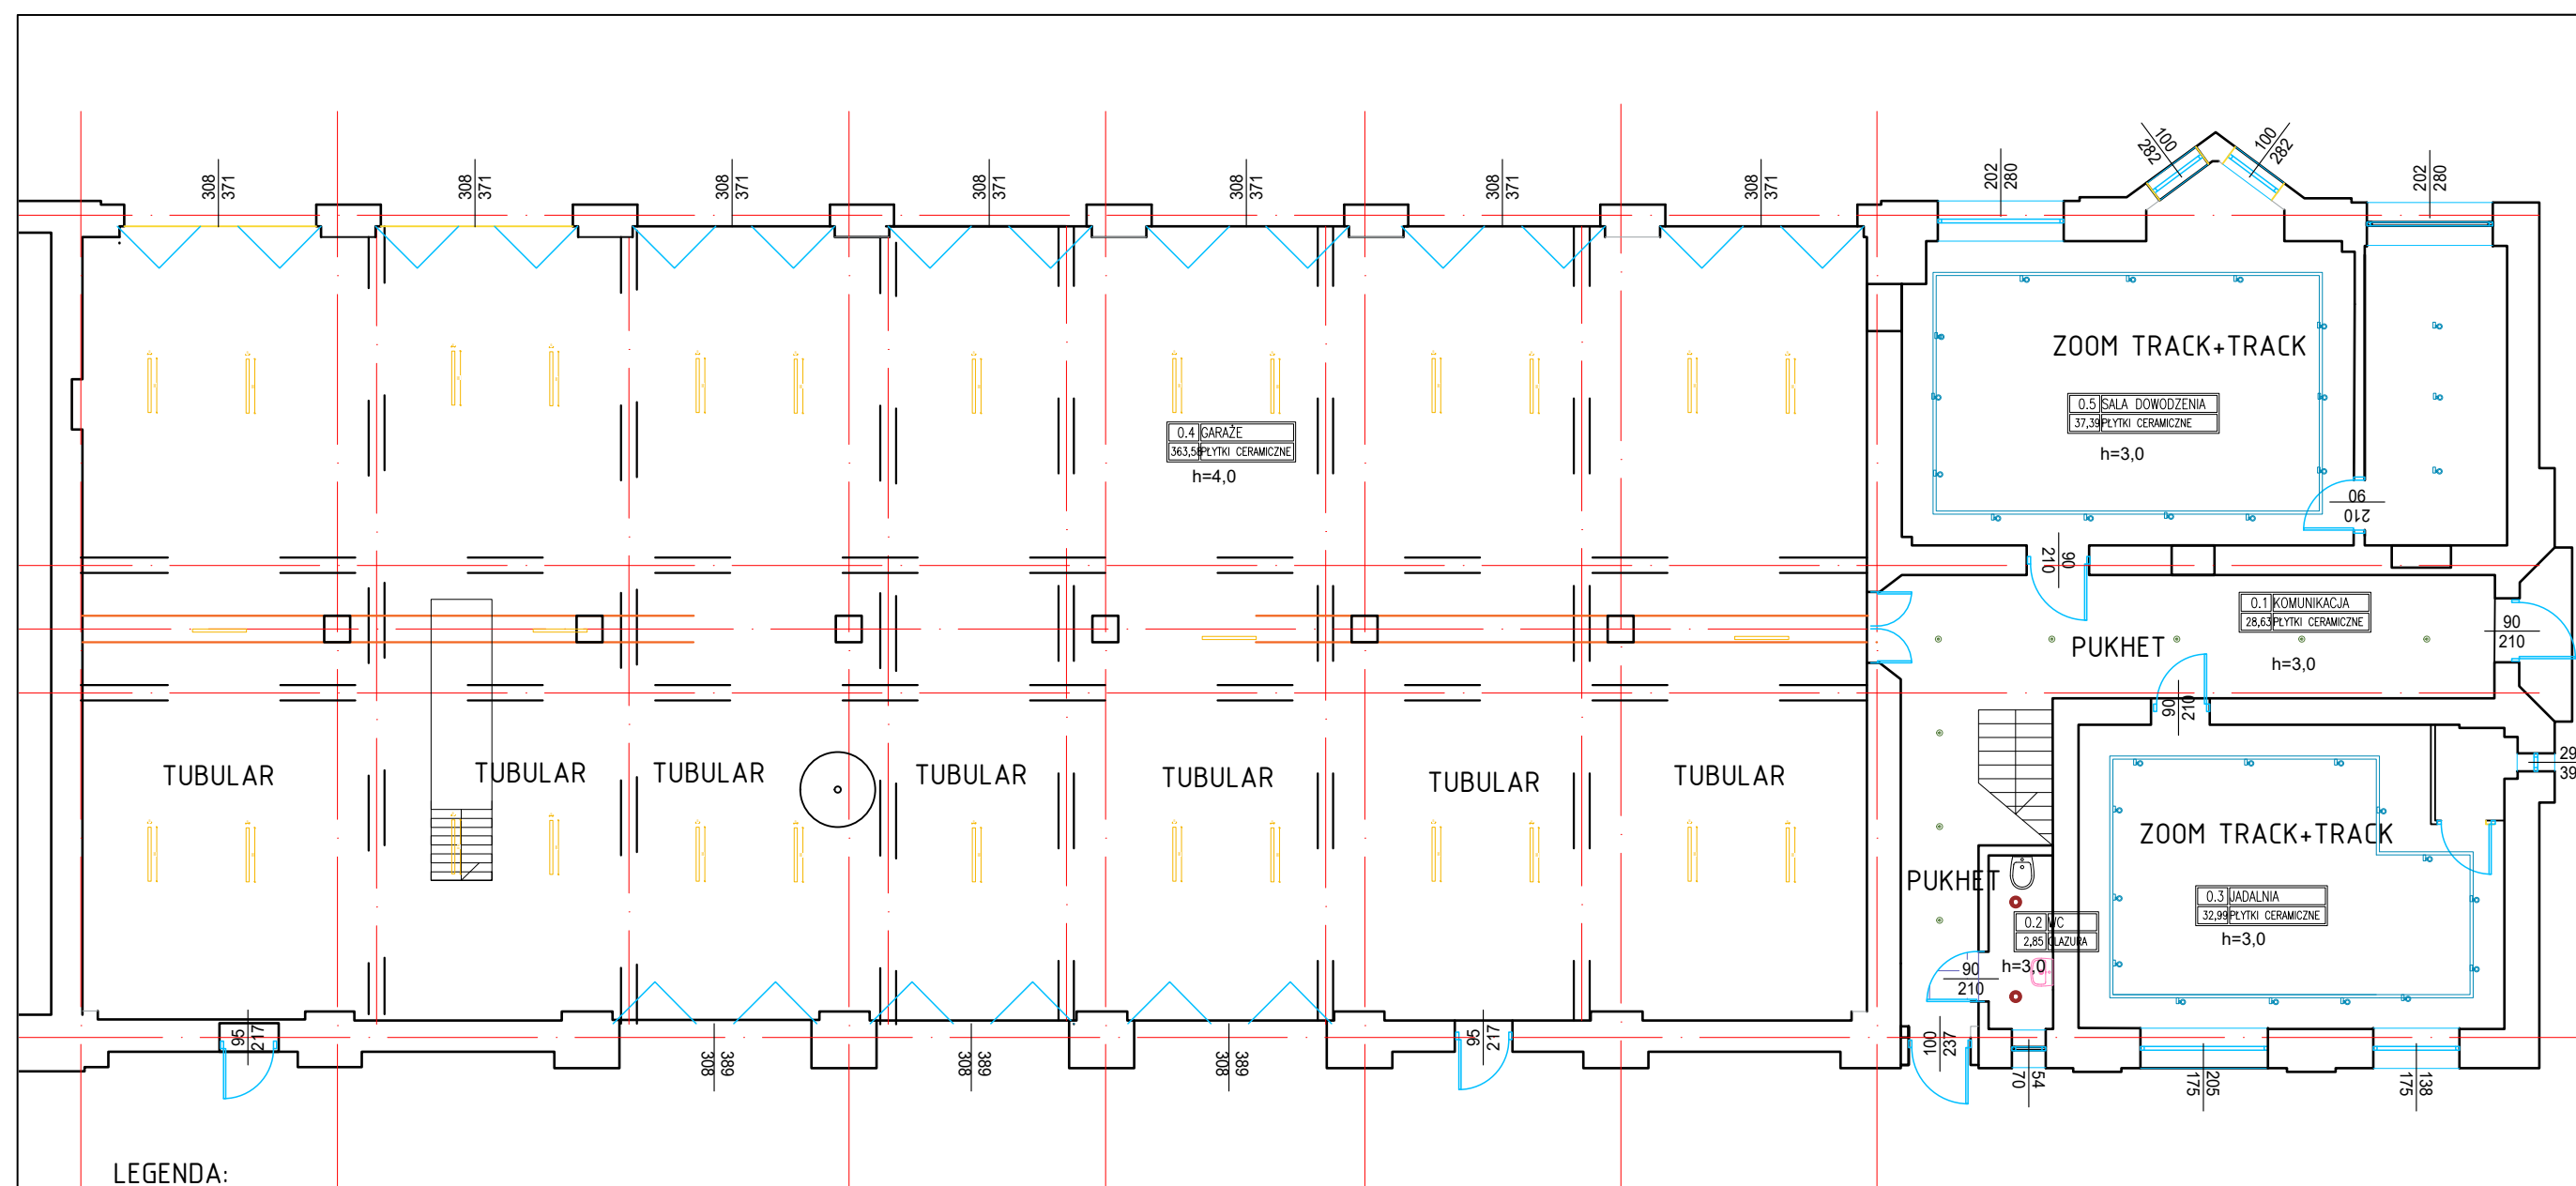 308 371
308 371
308 371
308 371
308 371
308 371
308 371
202 280
100 282
100 282
202 280
ZOOM TRACK+TRACK
0.5 SALA DOWODZENIA
37,39 PŁYTKI CERAMICZNE
h=3,0
0.4 GARAŻE
363,58 PŁYTKI CERAMICZNE
h=4,0
90
210
90
210
0.1 KOMUNIKACJA
28,63 PŁYTKI CERAMICZNE
h=3,0
PUKHET
90
210
90
210
29
39
TUBULAR
TUBULAR
TUBULAR
TUBULAR
TUBULAR
TUBULAR
TUBULAR
ZOOM TRACK+TRACK
PUKHET
0.3 JADALNIA
32,99 PŁYTKI CERAMICZNE
h=3,0
0.2 WC
2,85 GLAZURA
h=3,0
90
210
95
217
308 389
308 389
308 389
95
217
100
237
54
70
205
175
138
175
LEGENDA: